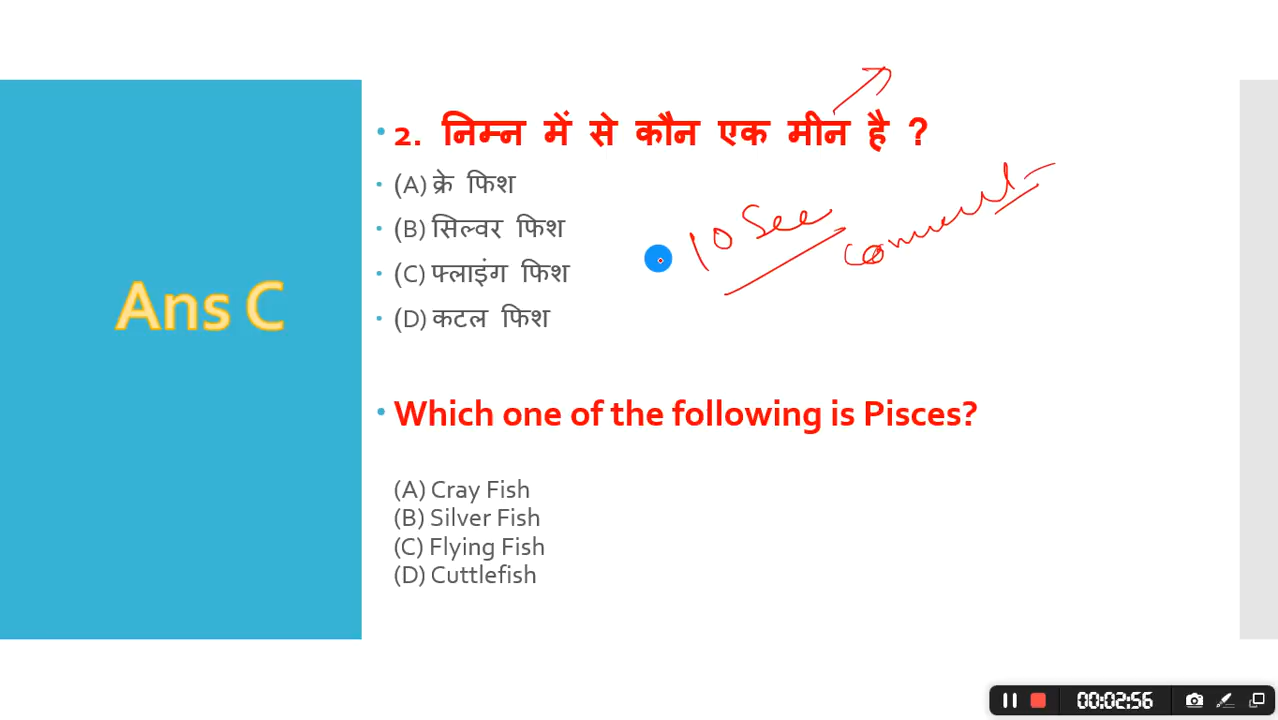 Ans C
2. निम्न में से कौन एक मीन है ?
(A) क्रे फिश
(B) सिल्वर फिश
(C) फ्लाइंग फिश
(D) कटल फिश
10 Sec
comment
Which one of the following is Pisces?
(A) Cray Fish
(B) Silver Fish
(C) Flying Fish
(D) Cuttlefish
00:02:56